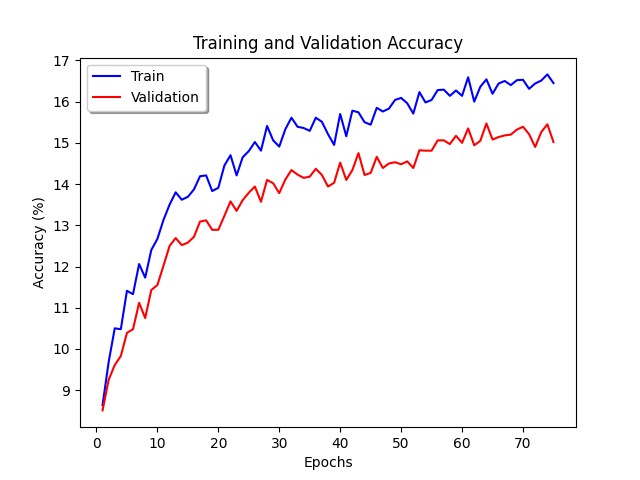 Training and Validation Accuracy
Train
Validation
17
16
15
14
13
12
11
10
9
Accuracy (%)
0 10 20 30 40 50 60 70
Epochs